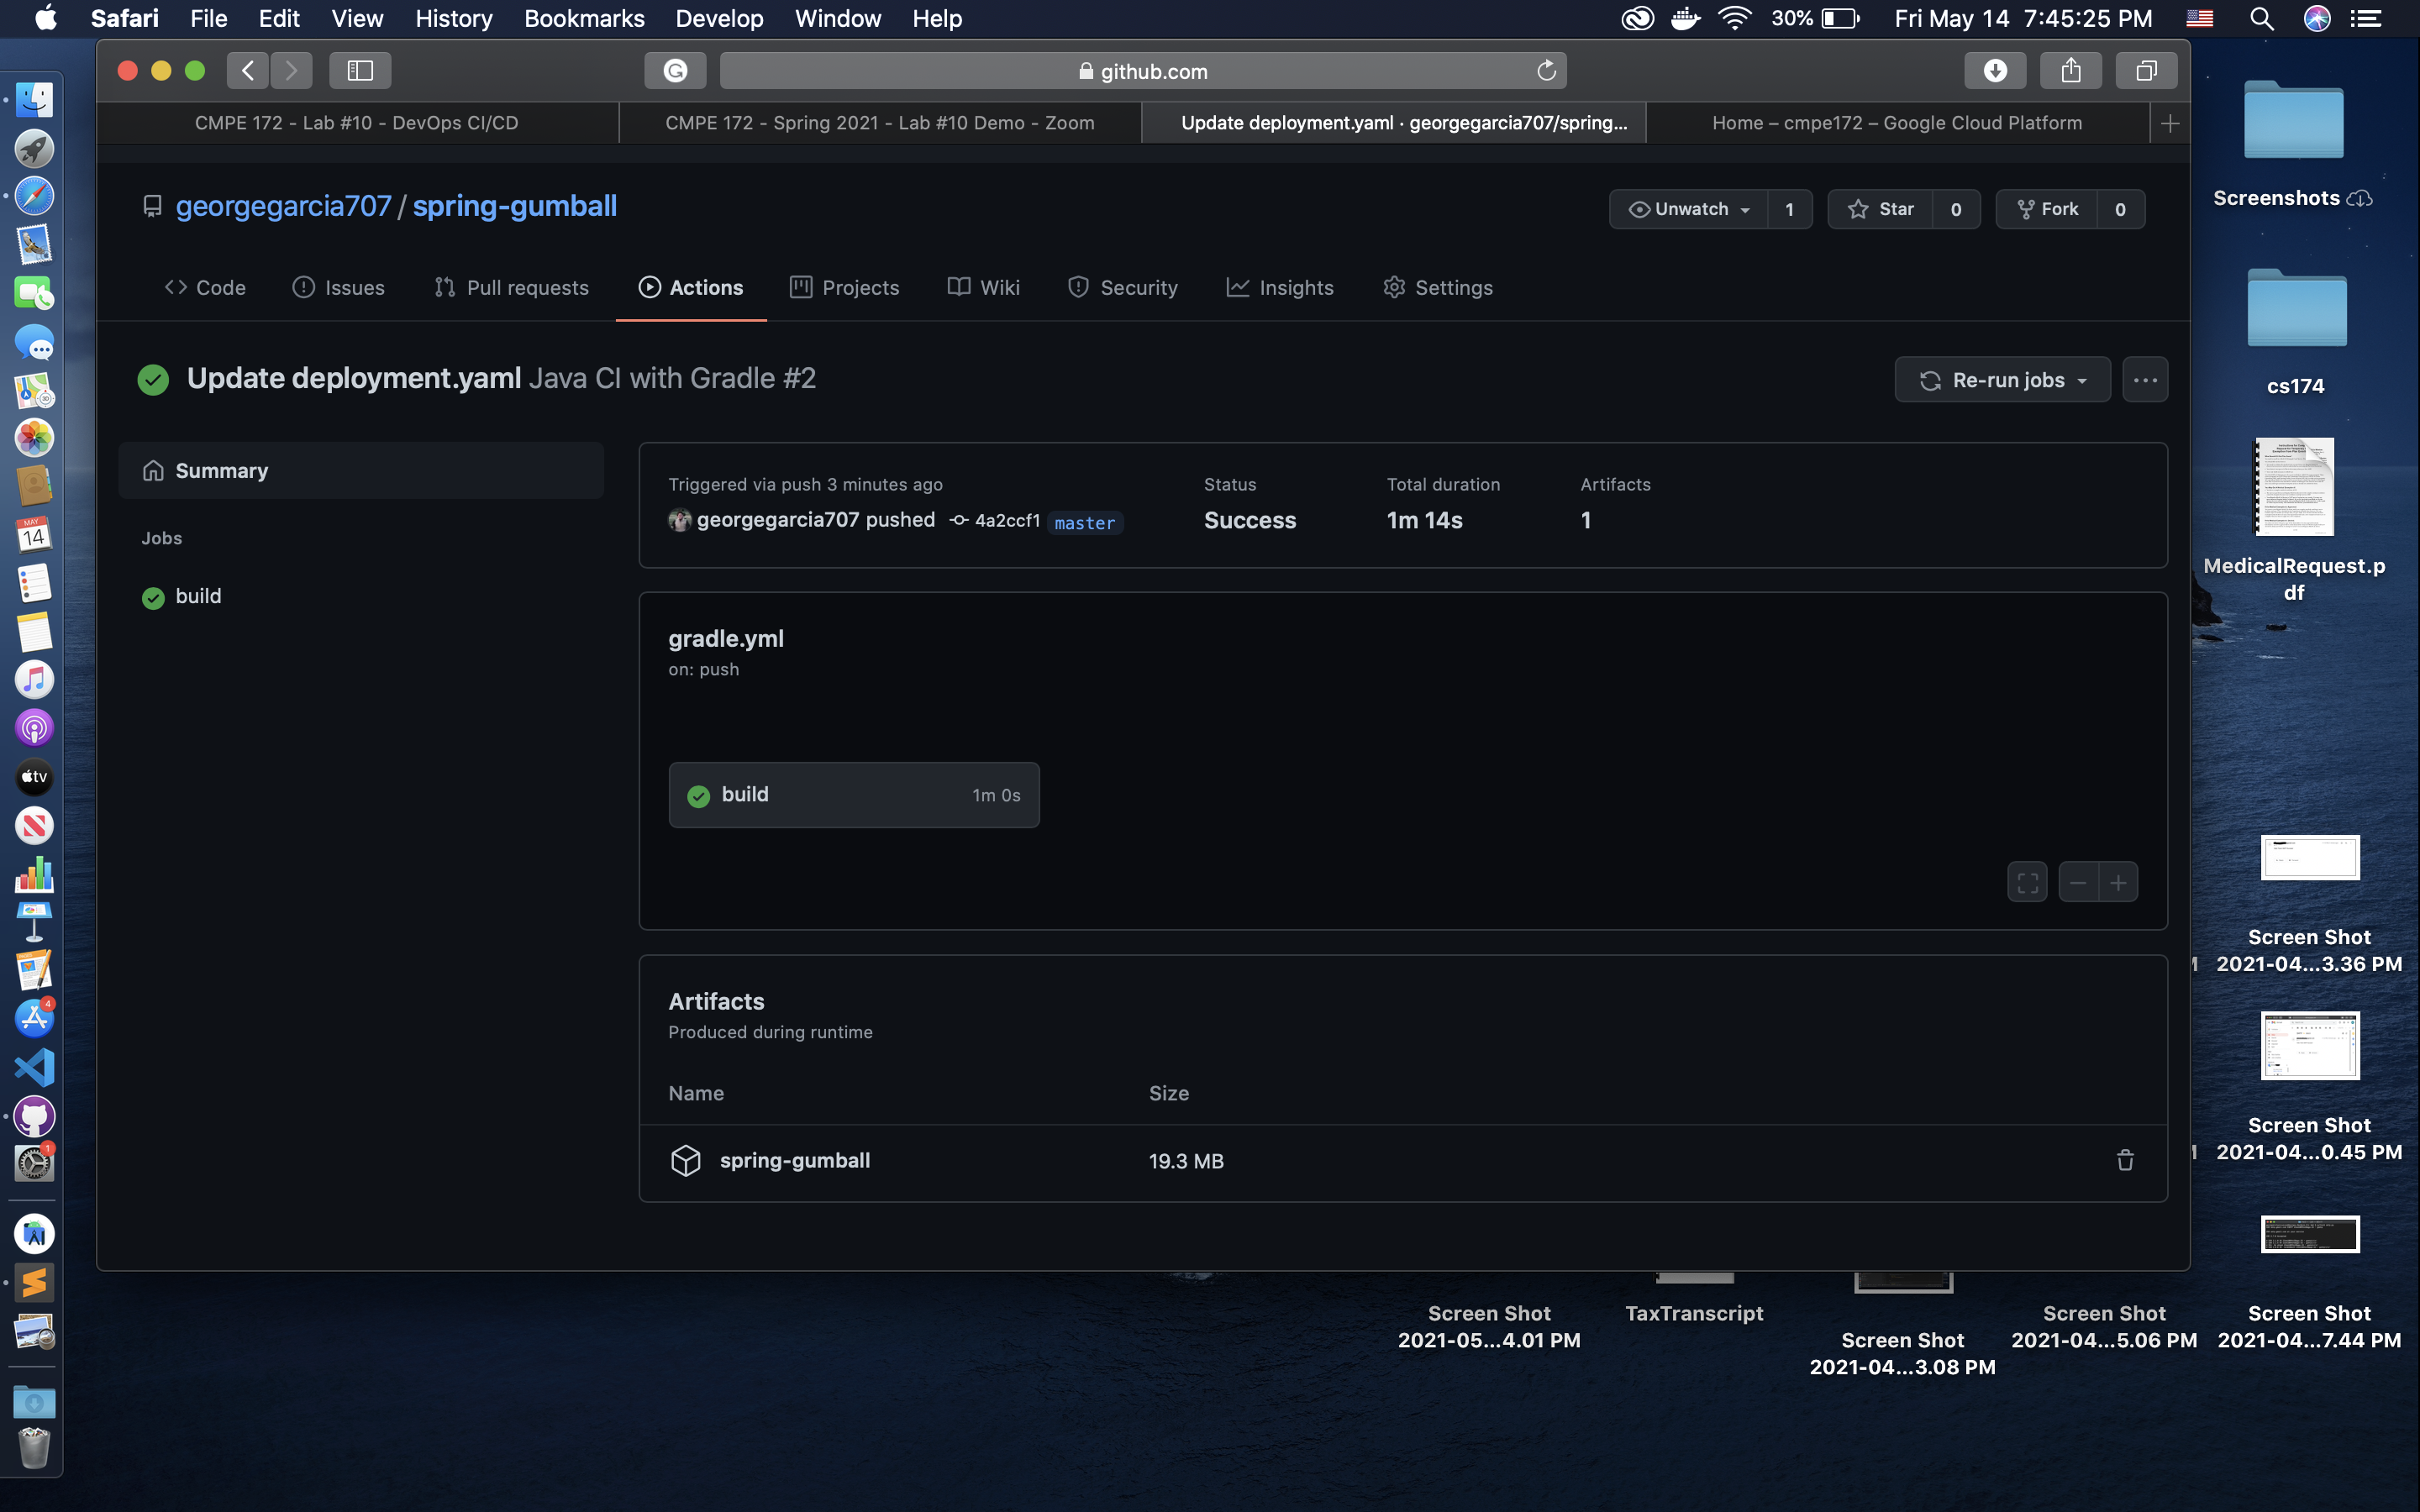 Safari File Edit View History Bookmarks Develop Window Help 30% Fri May 14 7:45:25 PM
github.com
CMPE 172 - Lab #10 - DevOps CI/CD
CMPE 172 - Spring 2021 - Lab #10 Demo - Zoom
Update deployment.yaml · georgegarcia707/spring...
Home – cmpe172 – Google Cloud Platform
georgegarcia707 / spring-gumball
Unwatch 1 Star 0 Fork 0
Code Issues Pull requests Actions Projects Wiki Security Insights Settings
Update deployment.yaml Java CI with Gradle #2
Re-run jobs
Summary
Jobs
build
Triggered via push 3 minutes ago
georgegarcia707 pushed 4a2ccf1 master
Status
Success
Total duration
1m 14s
Artifacts
1
gradle.yml
on: push
build 1m 0s
Artifacts
Produced during runtime
Name Size
spring-gumball 19.3 MB
Screenshots
cs174
MedicalRequest.p
df
Screen Shot
2021-04...3.36 PM
Screen Shot
2021-04...0.45 PM
Screen Shot
2021-05...4.01 PM
TaxTranscript
Screen Shot
2021-04...3.08 PM
Screen Shot
2021-04...5.06 PM
Screen Shot
2021-04...7.44 PM
MAY
14
tv
4
1